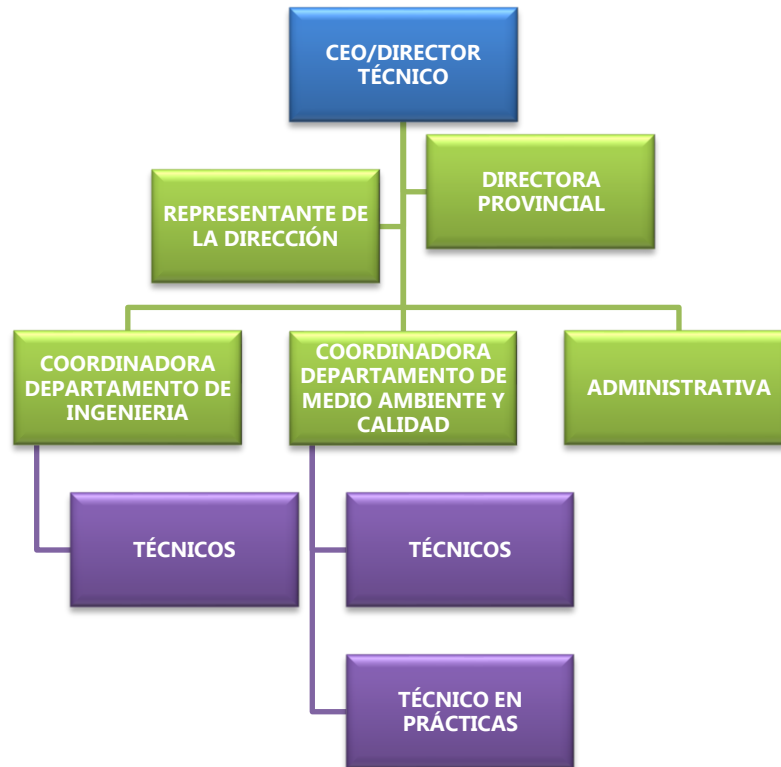 CEO/DIRECTOR
TÉCNICO
DIRECTORA
PROVINCIAL
REPRESENTANTE DE
LA DIRECCIÓN
COORDINADORA
DEPARTAMENTO DE
INGENIERIA
COORDINADORA
DEPARTAMENTO DE
MEDIO AMBIENTE Y
CALIDAD
ADMINISTRATIVA
TÉCNICOS
TÉCNICOS
TÉCNICO EN
PRÁCTICAS